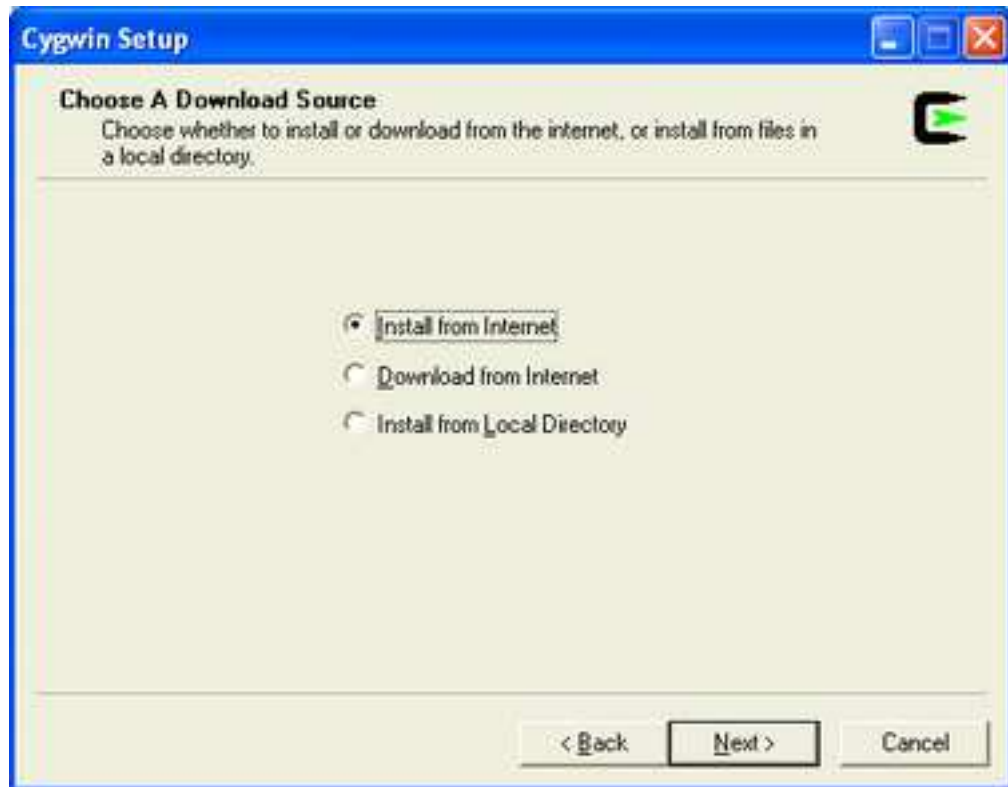 Cygwin Setup
Choose A Download Source
Choose whether to install or download from the internet, or install from files in
a local directory.
Install from Internet
Download from Internet
Install from Local Directory
< Back
Next >
Cancel